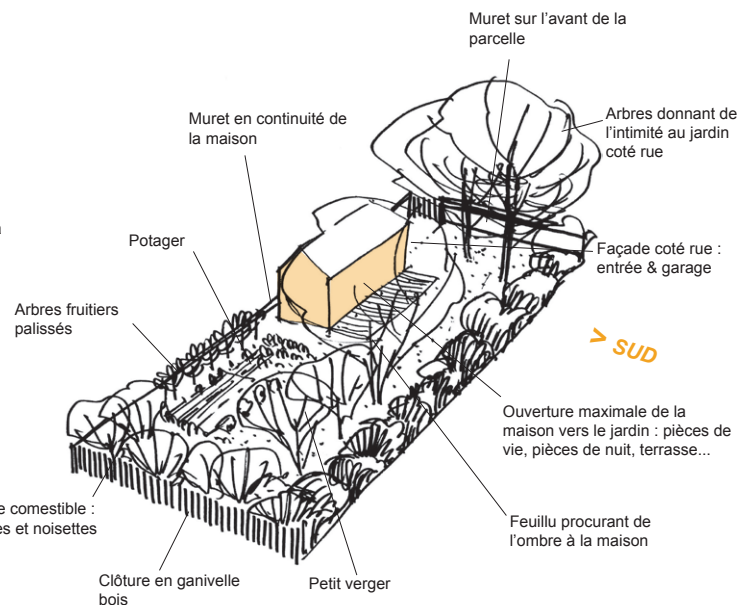 Muret sur l’avant de la
parcelle
Muret en continuité de
la maison
Arbres donnant de
l’intimité au jardin
coté rue
Potager
Façade coté rue :
entrée & garage
Arbres fruitiers
palissés
> SUD
Ouverture maximale de la
maison vers le jardin : pièces de
vie, pièces de nuit, terrasse...
e comestible :
es et noisettes
Feuillu procurant de
l’ombre à la maison
Clôture en ganivelle
bois
Petit verger